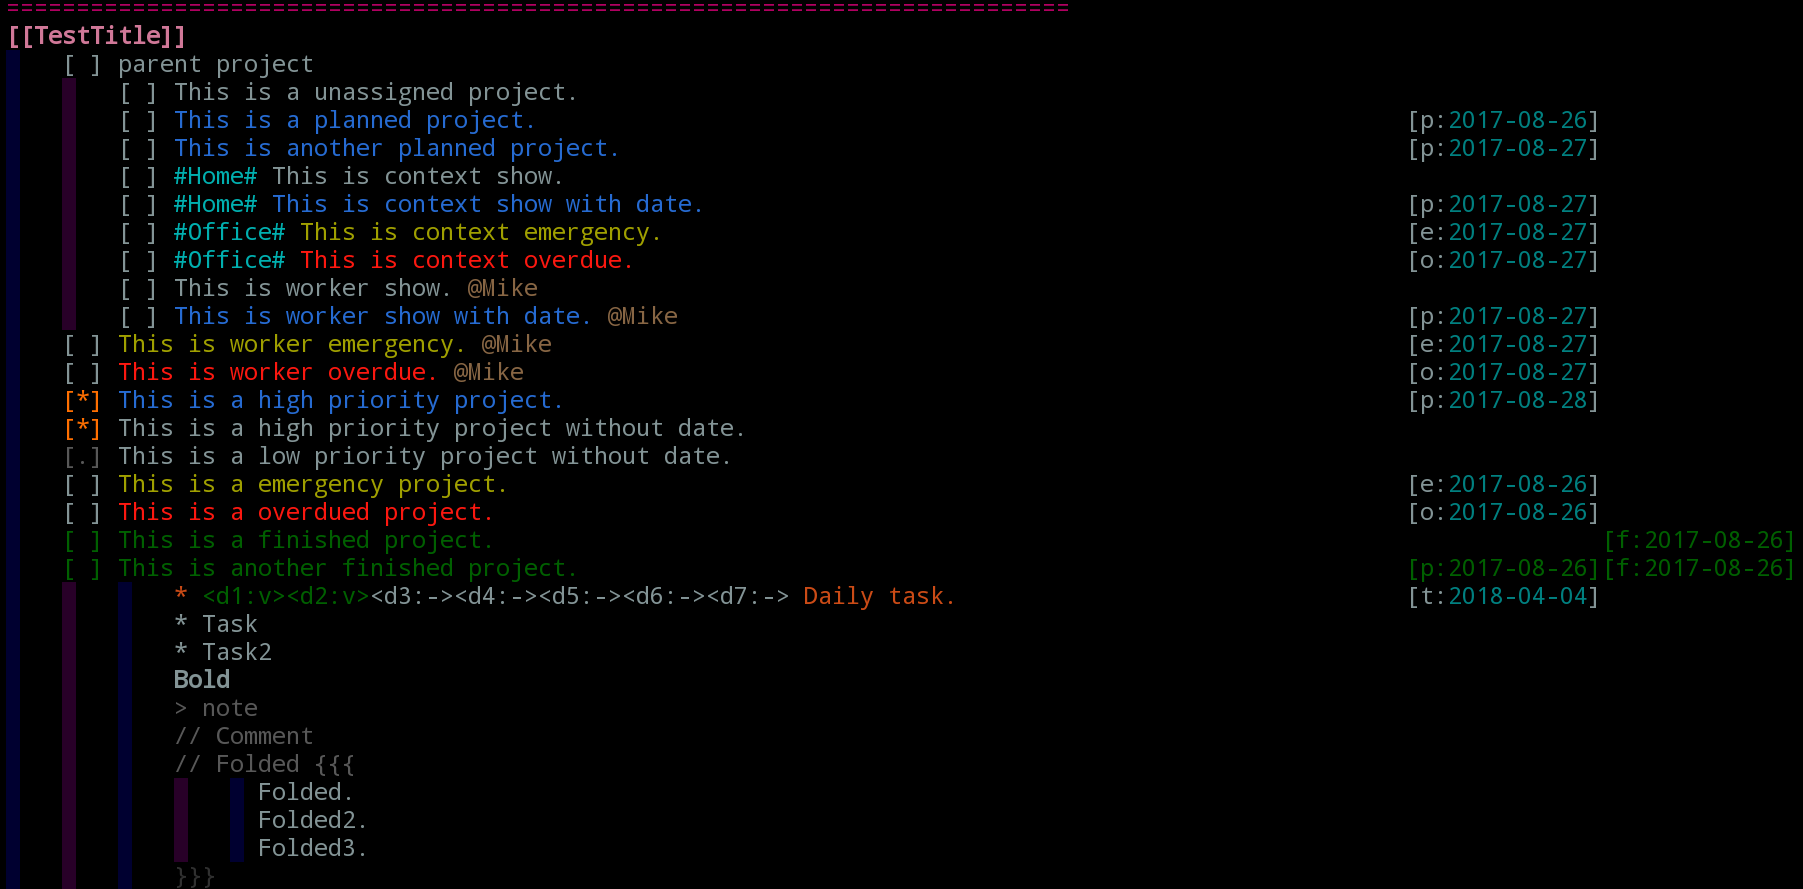 ============================================================================
[[TestTitle]]
[ ] parent project
[ ] This is a unassigned project.
[ ] This is a planned project. [p:2017-08-26]
[ ] This is another planned project. [p:2017-08-27]
[ ] #Home# This is context show.
[ ] #Home# This is context show with date. [p:2017-08-27]
[ ] #Office# This is context emergency. [e:2017-08-27]
[ ] #Office# This is context overdue. [o:2017-08-27]
[ ] This is worker show. @Mike
[ ] This is worker show with date. @Mike [p:2017-08-27]
[ ] This is worker emergency. @Mike [e:2017-08-27]
[ ] This is worker overdue. @Mike [o:2017-08-27]
[*] This is a high priority project. [p:2017-08-28]
[*] This is a high priority project without date.
[.] This is a low priority project without date.
[ ] This is a emergency project. [e:2017-08-26]
[ ] This is a overdued project. [o:2017-08-26]
[ ] This is a finished project. [f:2017-08-26]
[ ] This is another finished project. [p:2017-08-26][f:2017-08-26]
* <d1:v><d2:v><d3:-><d4:-><d5:-><d6:-><d7:-> Daily task. [t:2018-04-04]
* Task
* Task2
Bold
> note
// Comment
// Folded {{{
Folded.
Folded2.
Folded3.
}}}